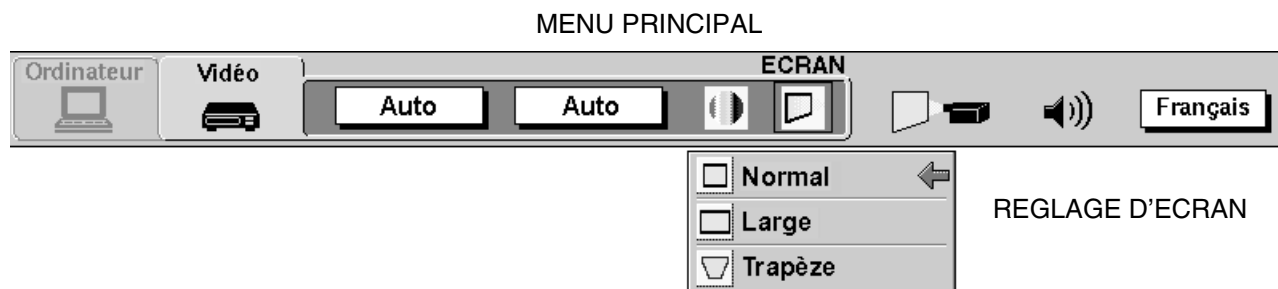 MENU PRINCIPAL
Ordinateur
Vidéo
ECRAN
Auto
Auto
Français
Normal
Large
Trapèze
REGLAGE D'ECRAN